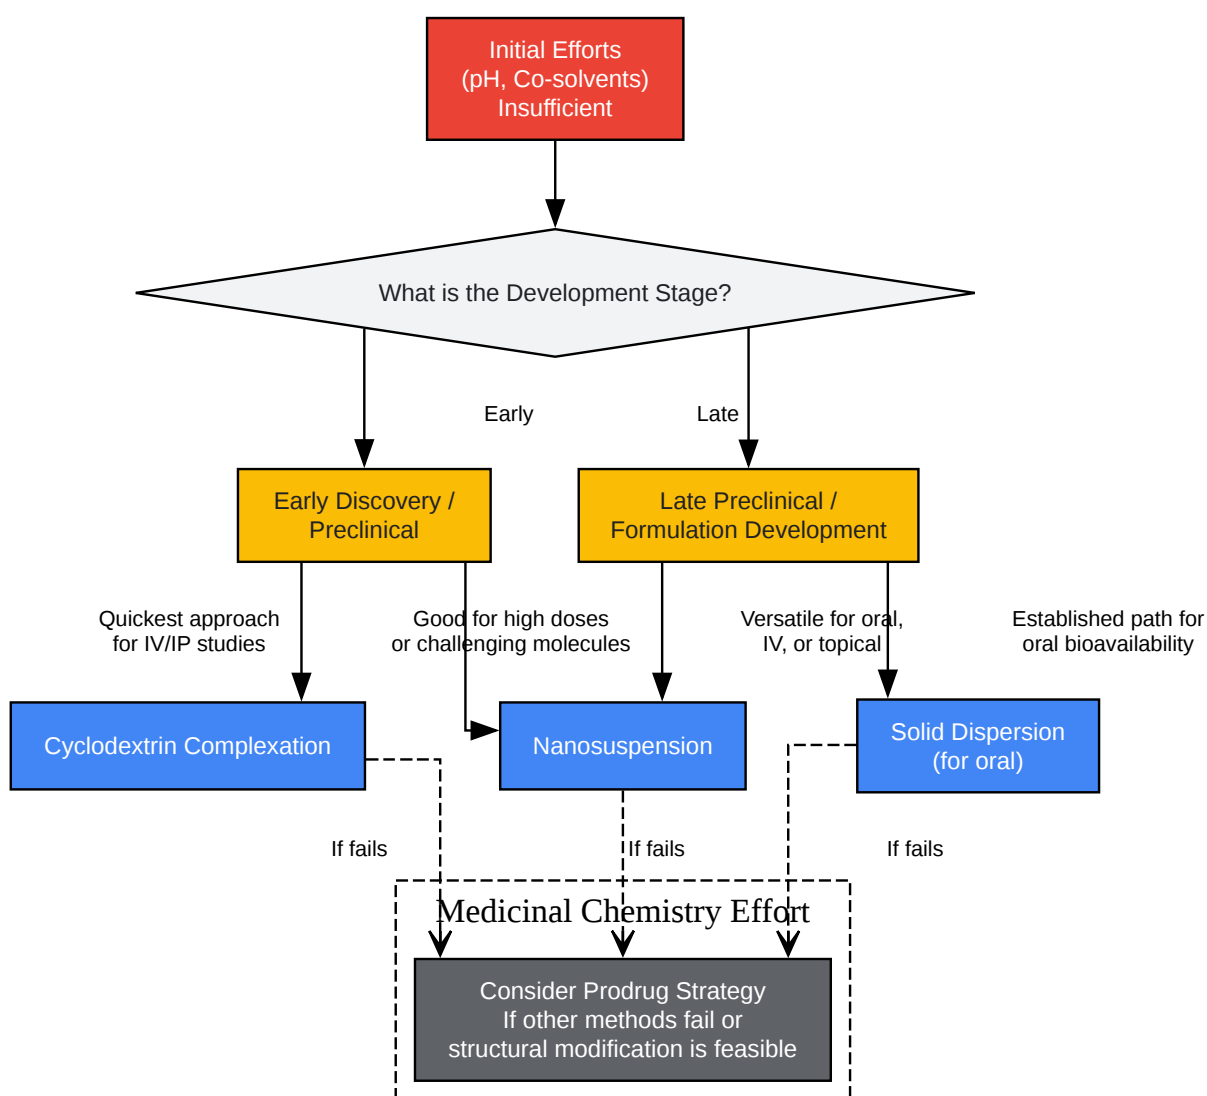 Initial Efforts
(pH, Co-solvents)
Insufficient
What is the Development Stage?
Early
Late
Early Discovery /
Preclinical
Late Preclinical /
Formulation Development
Quickest approach
for IV/IP studies
Good for high doses
or challenging molecules
Versatile for oral,
IV, or topical
Established path for
oral bioavailability
Cyclodextrin Complexation
Nanosuspension
Solid Dispersion
(for oral)
If fails
If fails
If fails
Medicinal Chemistry Effort
Consider Prodrug Strategy
If other methods fail or
structural modification is feasible